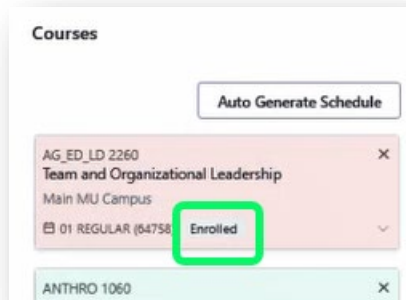 Courses
Auto Generate Schedule
AG_ED_LD 2260
Team and Organizational Leadership
Main MU Campus
01 REGULAR (64758 Enrolled
ANTHRO 1060